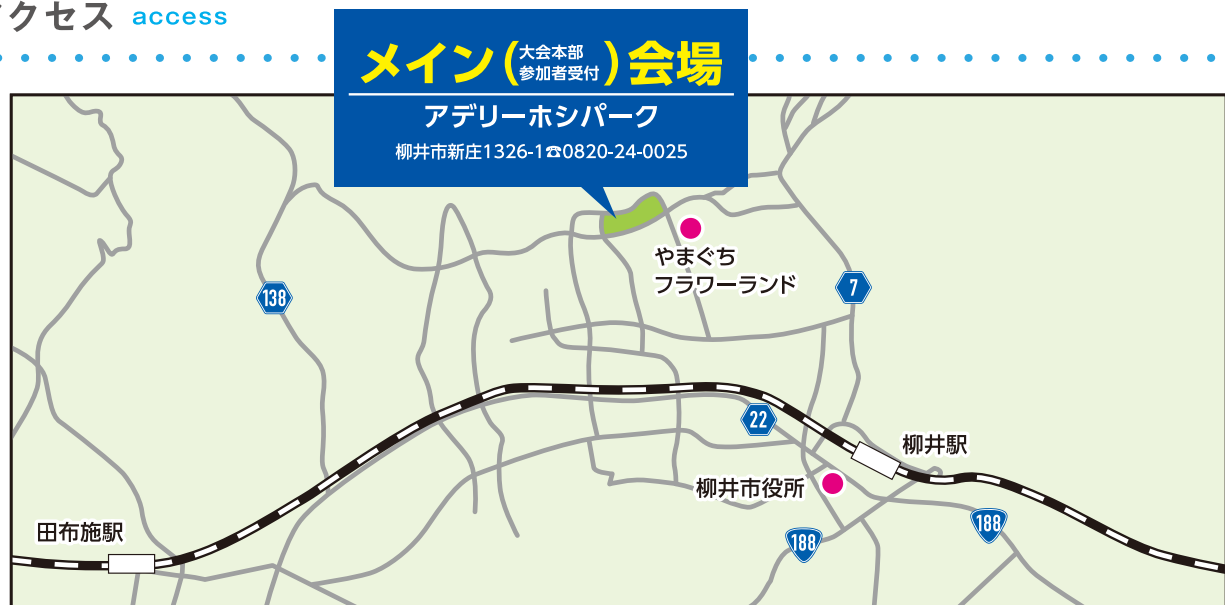 クセス access
メイン(大会本部 参加者受付)会場
アデリーホシパーク
柳井市新庄1326-1☎0820-24-0025
やまぐち
フラワーランド
138
7
22
柳井駅
柳井市役所
田布施駅
188
188